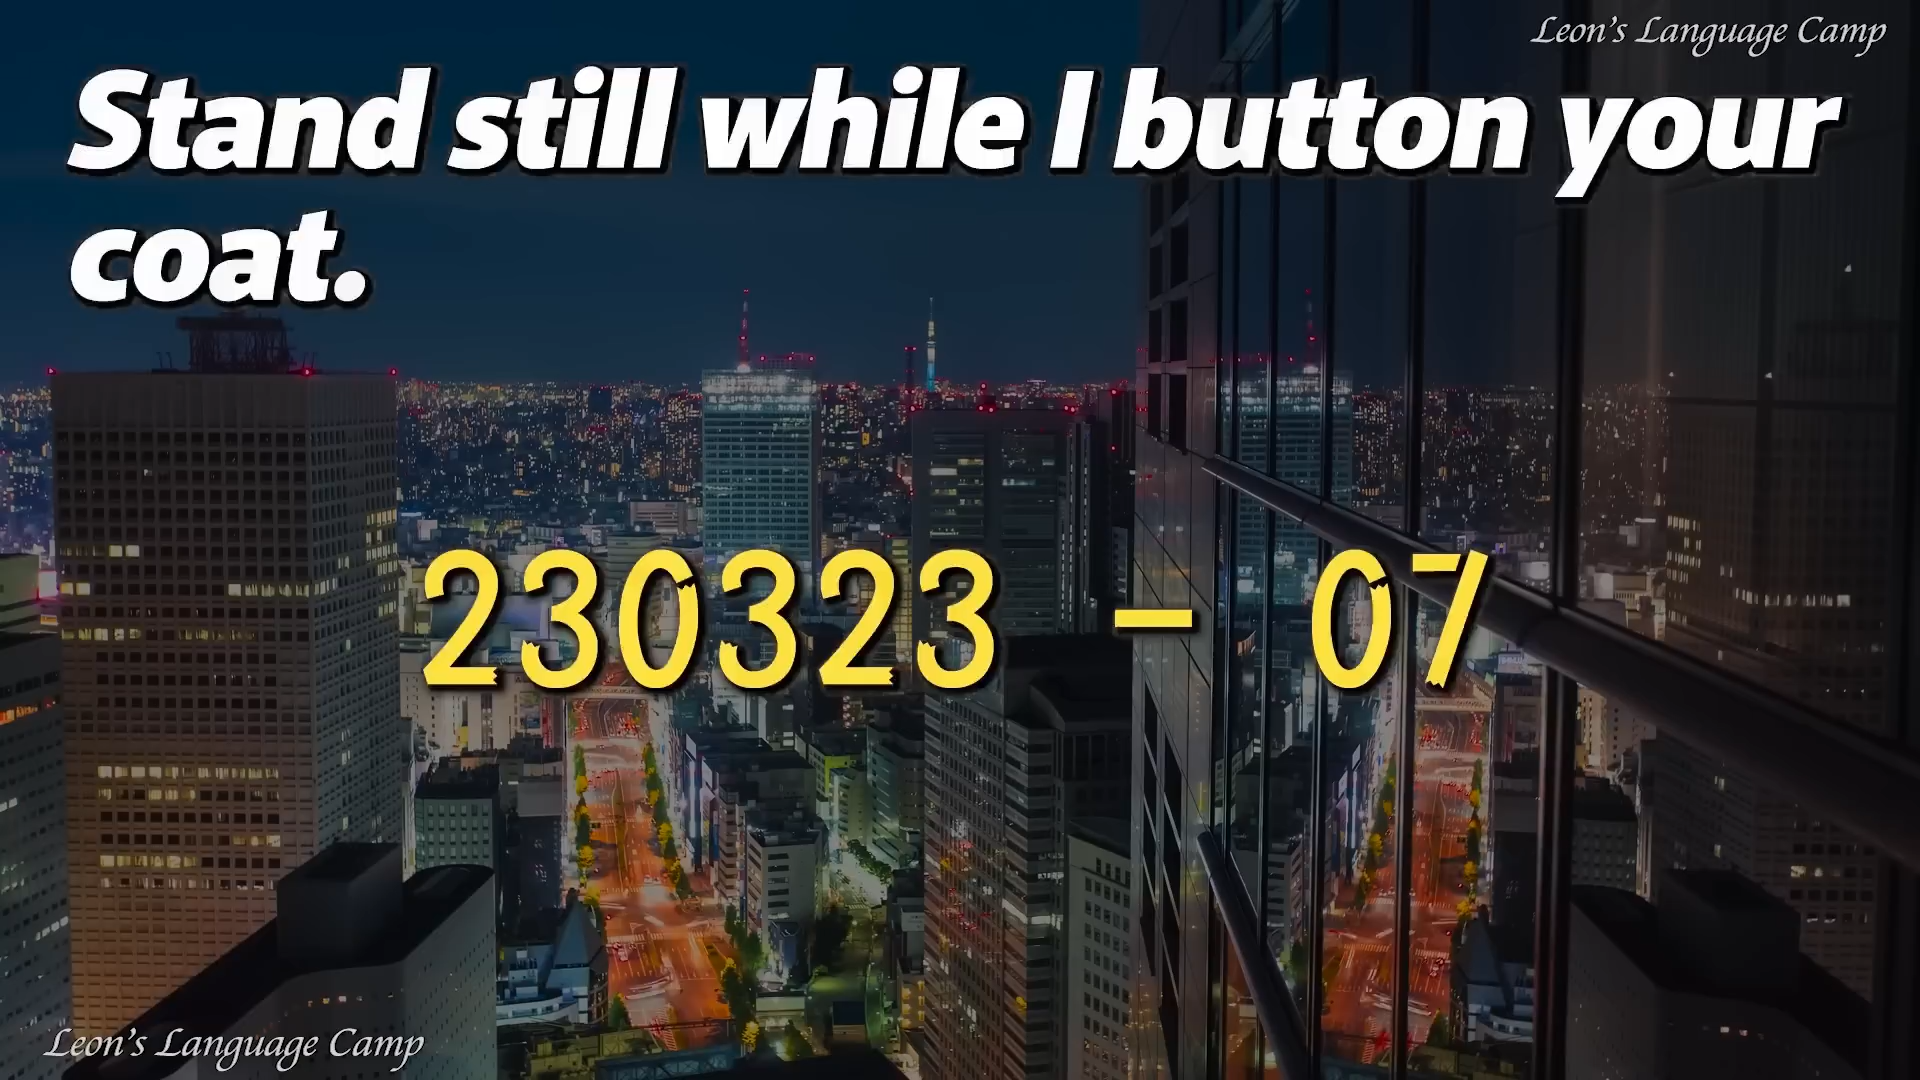 Leon's Language Camp
Stand still while I button your
coat.
230323 - 07
Leon's Language Camp